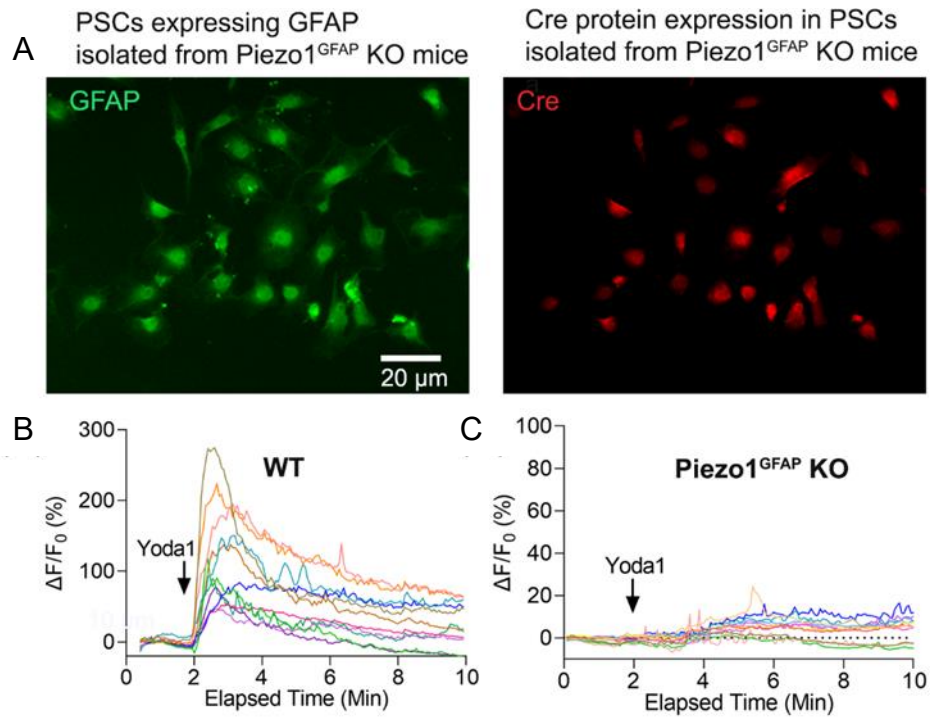 A
PSCs expressing GFAP
isolated from Piezo1GFAP KO mice
Cre protein expression in PSCs
isolated from Piezo1GFAP KO mice
GFAP
20 μm
Cre
B
ΔF/F0 (%)
300
200
100
0
WT
Yoda1
0 2 4 6 8 10
Elapsed Time (Min)
C
ΔF/F0 (%)
100
80
60
40
20
0
Piezo1GFAP KO
Yoda1
0 2 4 6 8 10
Elapsed Time (Min)